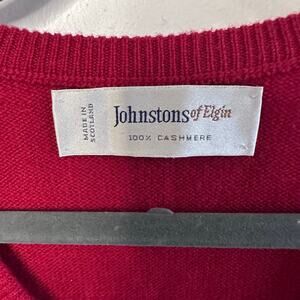 MADE IN
SCOTLAND
Johnstons of Elgin
100% CASHMERE